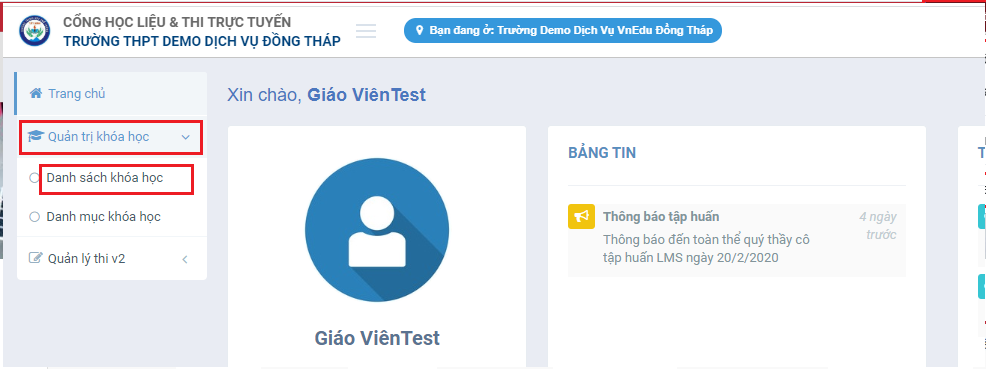 CỔNG HỌC LIỆU & THI TRỰC TUYẾN
TRƯỜNG THPT DEMO DỊCH VỤ ĐỒNG THÁP
Bạn đang ở: Trường Demo Dịch Vụ VnEdu Đồng Tháp
Trang chủ
Quản trị khóa học
Danh sách khóa học
Danh mục khóa học
Quản lý thi v2
Xin chào, Giáo ViênTest
Giáo ViênTest
BẢNG TIN
Thông báo tập huấn
4 ngày
trước
Thông báo đến toàn thể quý thầy cô
tập huấn LMS ngày 20/2/2020